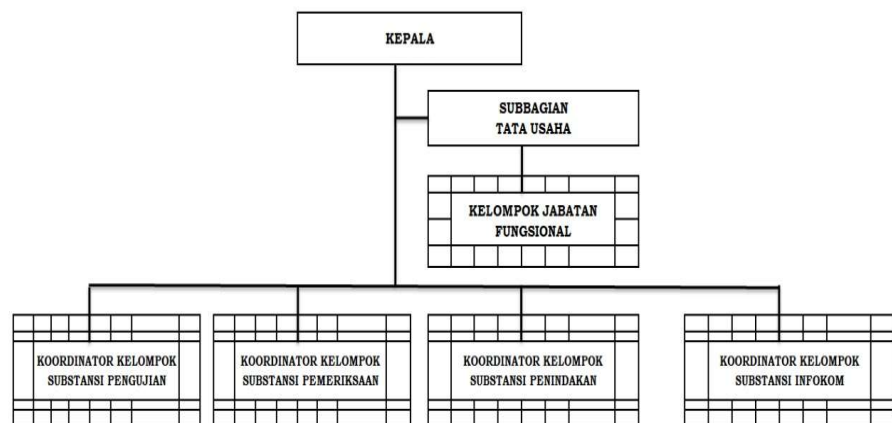 KEPALA
SUBBAGIAN
TATA USAHA
KELOMPOK JABATAN
FUNGSIONAL
KOORDINATOR KELOMPOK
SUBSTANSI PENGUJIAN
KOORDINATOR KELOMPOK
SUBSTANSI PEMERIKSAAN
KOORDINATOR KELOMPOK
SUBSTANSI PENINDAKAN
KOORDINATOR KELOMPOK
SUBSTANSI INFOKOM